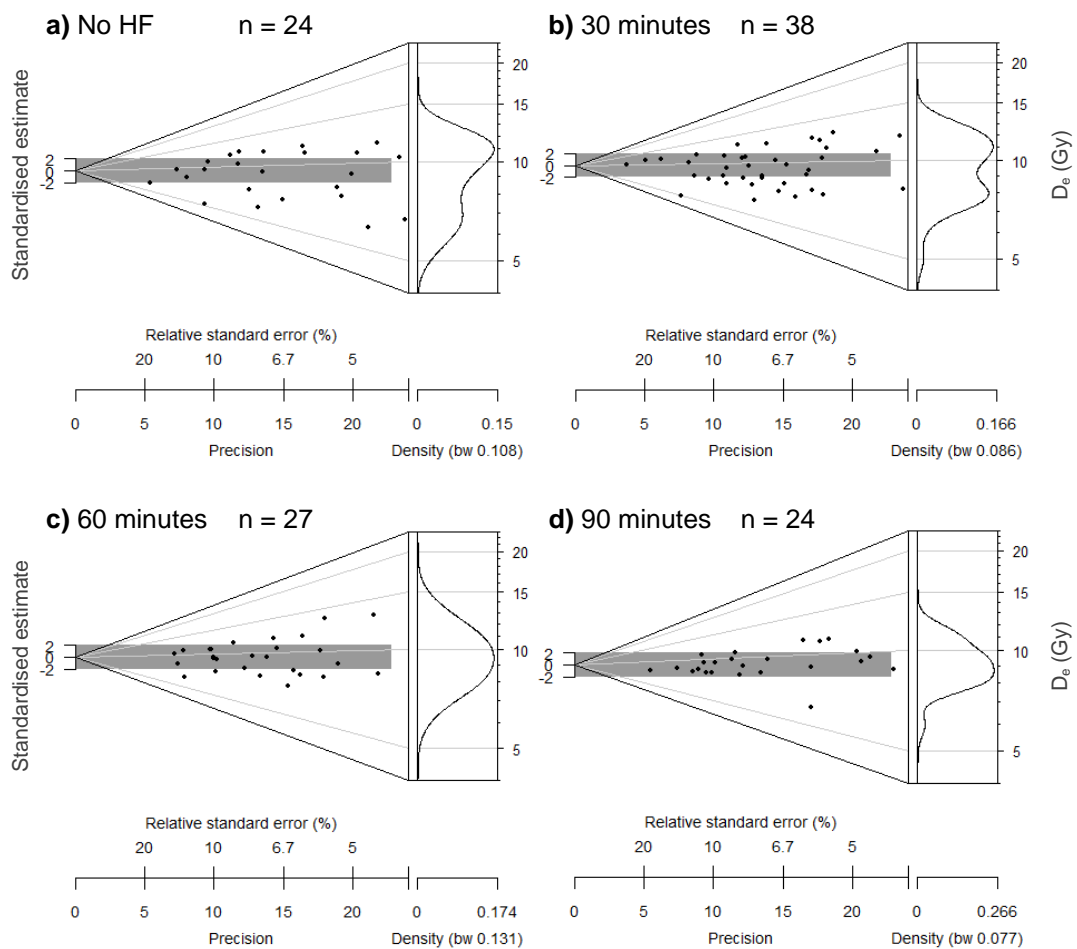 a) No HF n = 24
Standardised estimate
2
0
-2
20
15
10
5
Relative standard error (%)
20 10 6.7 5
0 5 10 15 20 0 0.15
Precision Density (bw 0.108)
b) 30 minutes n = 38
2
0
-2
20
15
10
5
De (Gy)
Relative standard error (%)
20 10 6.7 5
0 5 10 15 20 0 0.166
Precision Density (bw 0.086)
c) 60 minutes n = 27
Standardised estimate
2
0
-2
20
15
10
5
Relative standard error (%)
20 10 6.7 5
0 5 10 15 20 0 0.174
Precision Density (bw 0.131)
d) 90 minutes n = 24
2
0
-2
20
15
10
5
De (Gy)
Relative standard error (%)
20 10 6.7 5
0 5 10 15 20 0 0.266
Precision Density (bw 0.077)